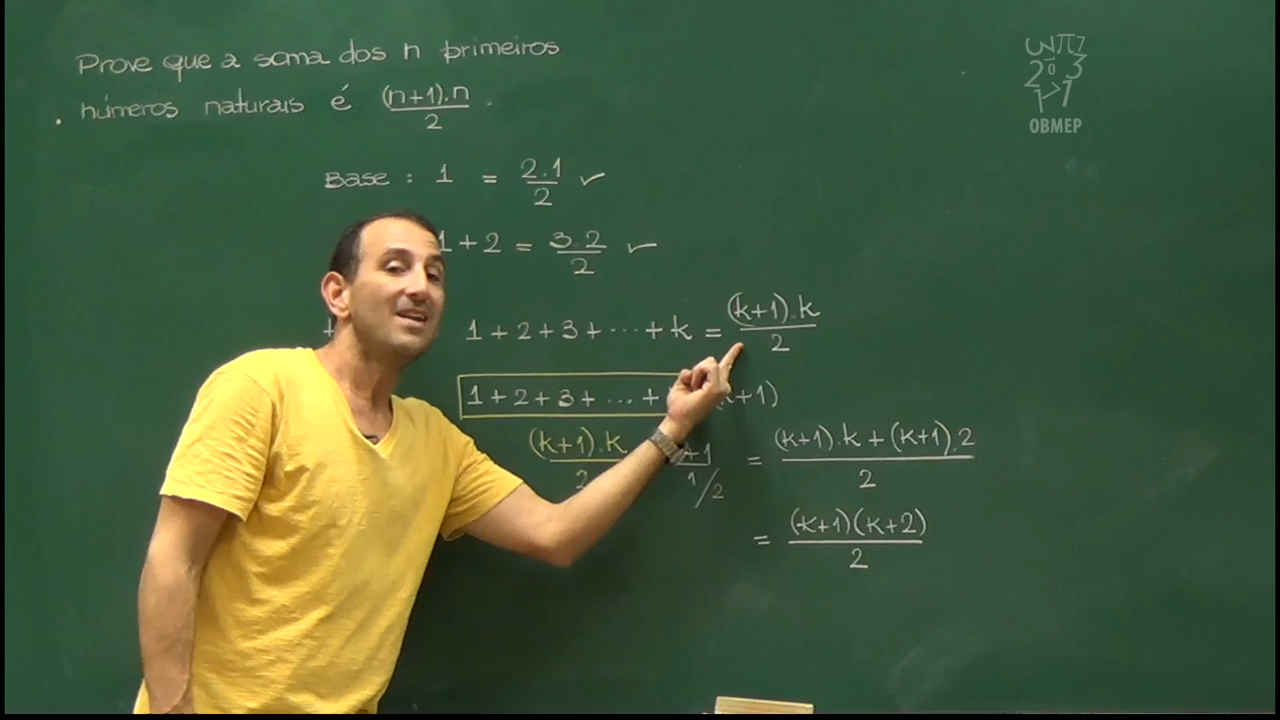 Prove que a soma dos n primeiros
números naturais é (n+1).n / 2 .
Base : 1 = 2.1 / 2 ✓
1 + 2 = 3.2 / 2 ✓
1 + 2 + 3 + ... + k = (k+1).k / 2
1 + 2 + 3 + ... +
(k+1).k / 2 = (k+1).k + (k+1).2 / 2
= (k+1)(k+2) / 2
OBMEP